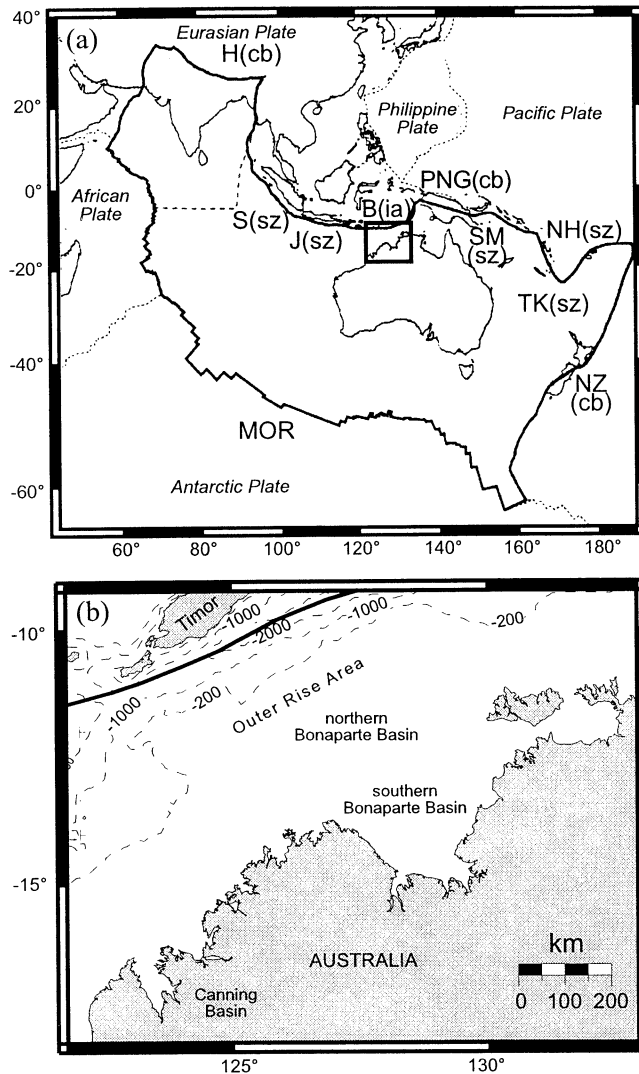 (a)
Eurasian Plate
H(cb)
Philippine
Plate
Pacific Plate
African
Plate
PNG(cb)
S(sz)
B(ia)
J(sz)
SM
(sz)
NH(sz)
TK(sz)
NZ
(cb)
MOR
Antarctic Plate
40°
20°
0°
-20°
-40°
-60°
60°
80°
100°
120°
140°
160°
180°
(b)
Timor
-1000
-2000
-1000
-200
-1000
-200
Outer Rise Area
northern
Bonaparte Basin
southern
Bonaparte Basin
AUSTRALIA
Canning
Basin
km
0 100 200
-10°
-15°
125°
130°